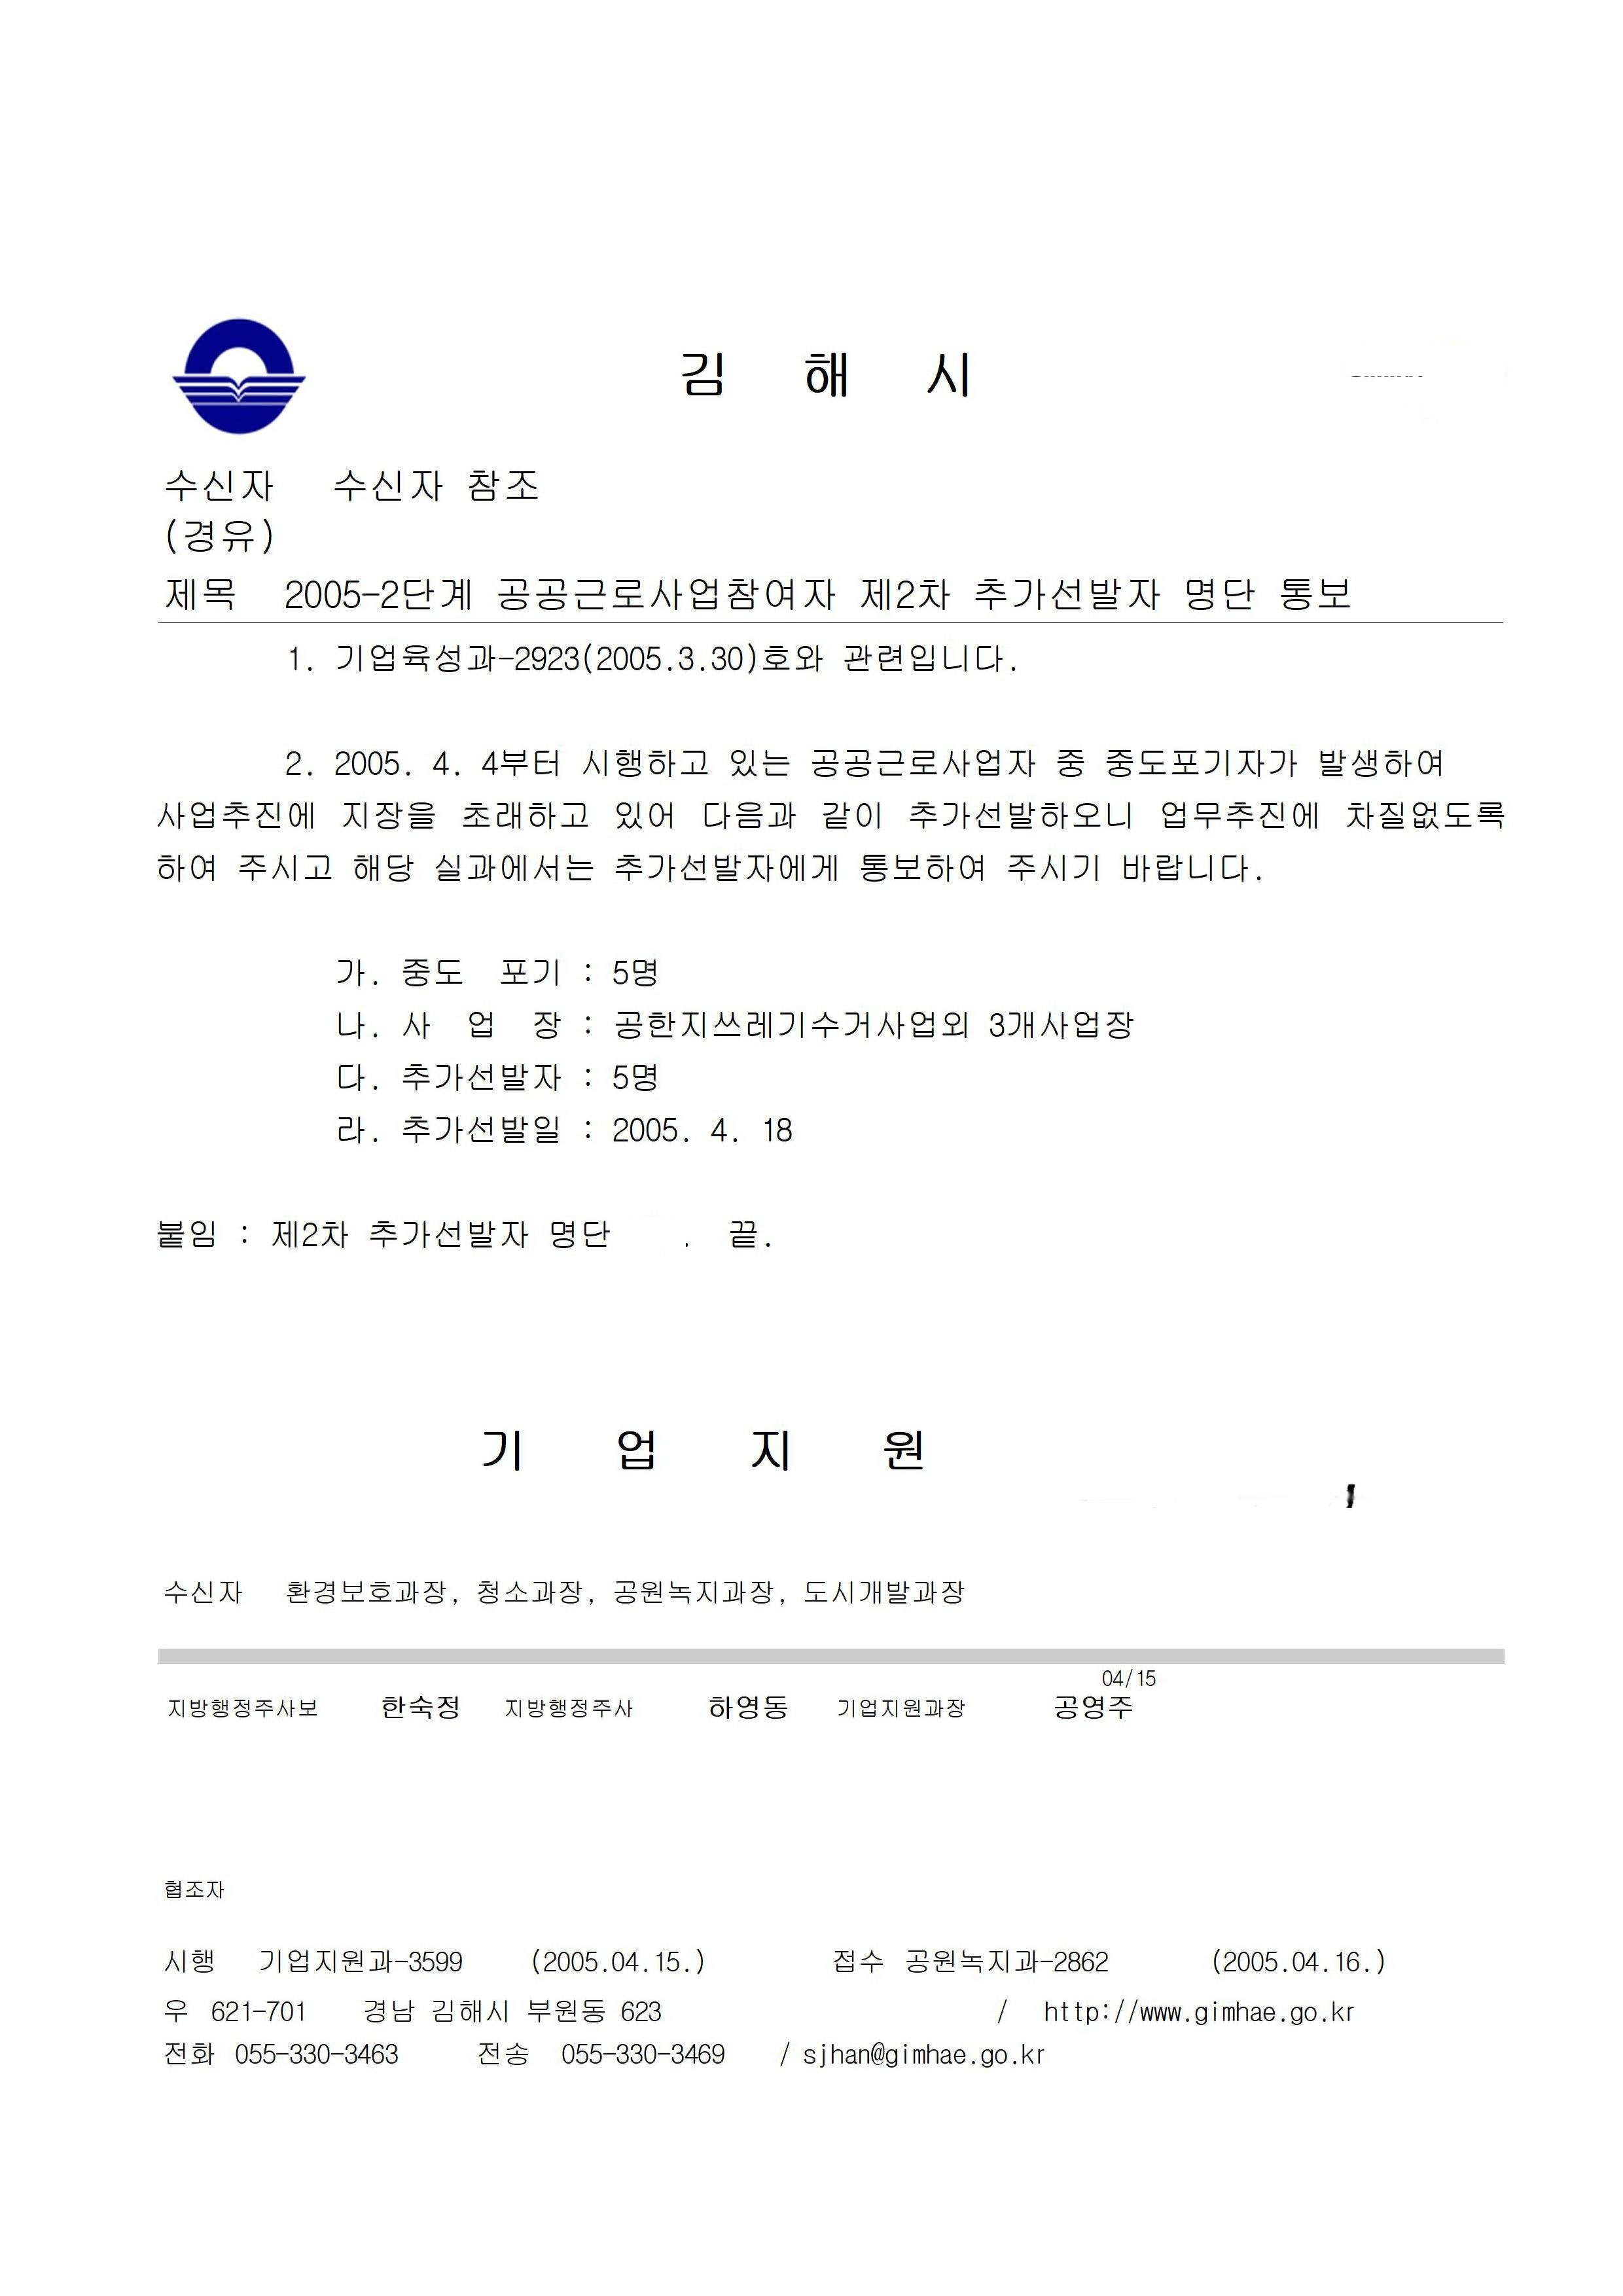 김 해 시
수신자 수신자 참조
(경유)
제목 2005-2단계 공공근로사업참여자 제2차 추가선발자 명단 통보
1. 기업육성과-2923(2005.3.30)호와 관련입니다.
2. 2005. 4. 4부터 시행하고 있는 공공근로사업자 중 중도포기자가 발생하여
사업추진에 지장을 초래하고 있어 다음과 같이 추가선발하오니 업무추진에 차질없도록
하여 주시고 해당 실과에서는 추가선발자에게 통보하여 주시기 바랍니다.
가. 중도 포기 : 5명
나. 사 업 장 : 공한지쓰레기수거사업외 3개사업장
다. 추가선발자 : 5명
라. 추가선발일 : 2005. 4. 18
붙임 : 제2차 추가선발자 명단 . 끝.
기 업 지 원
수신자 환경보호과장, 청소과장, 공원녹지과장, 도시개발과장
04/15
지방행정주사보 한숙정 지방행정주사 하영동 기업지원과장 공영주
협조자
시행 기업지원과-3599 (2005.04.15.) 접수 공원녹지과-2862 (2005.04.16.)
우 621-701 경남 김해시 부원동 623 / http://www.gimhae.go.kr
전화 055-330-3463 전송 055-330-3469 / sjhan@gimhae.go.kr